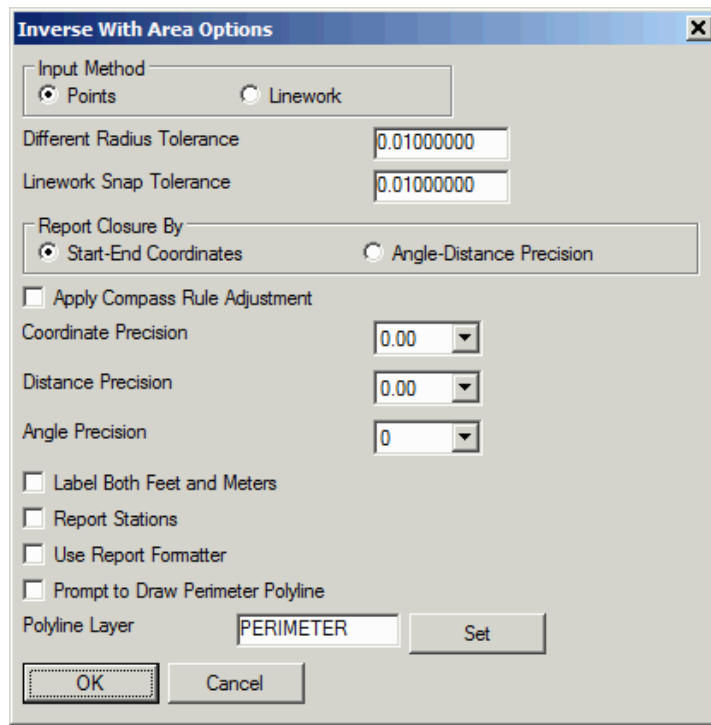 Inverse With Area Options
Input Method
Points Linework
Different Radius Tolerance 0.01000000
Linework Snap Tolerance 0.01000000
Report Closure By
Start-End Coordinates Angle-Distance Precision
Apply Compass Rule Adjustment
Coordinate Precision 0.00
Distance Precision 0.00
Angle Precision 0
Label Both Feet and Meters
Report Stations
Use Report Formatter
Prompt to Draw Perimeter Polyline
Polyline Layer PERIMETER Set
OK Cancel